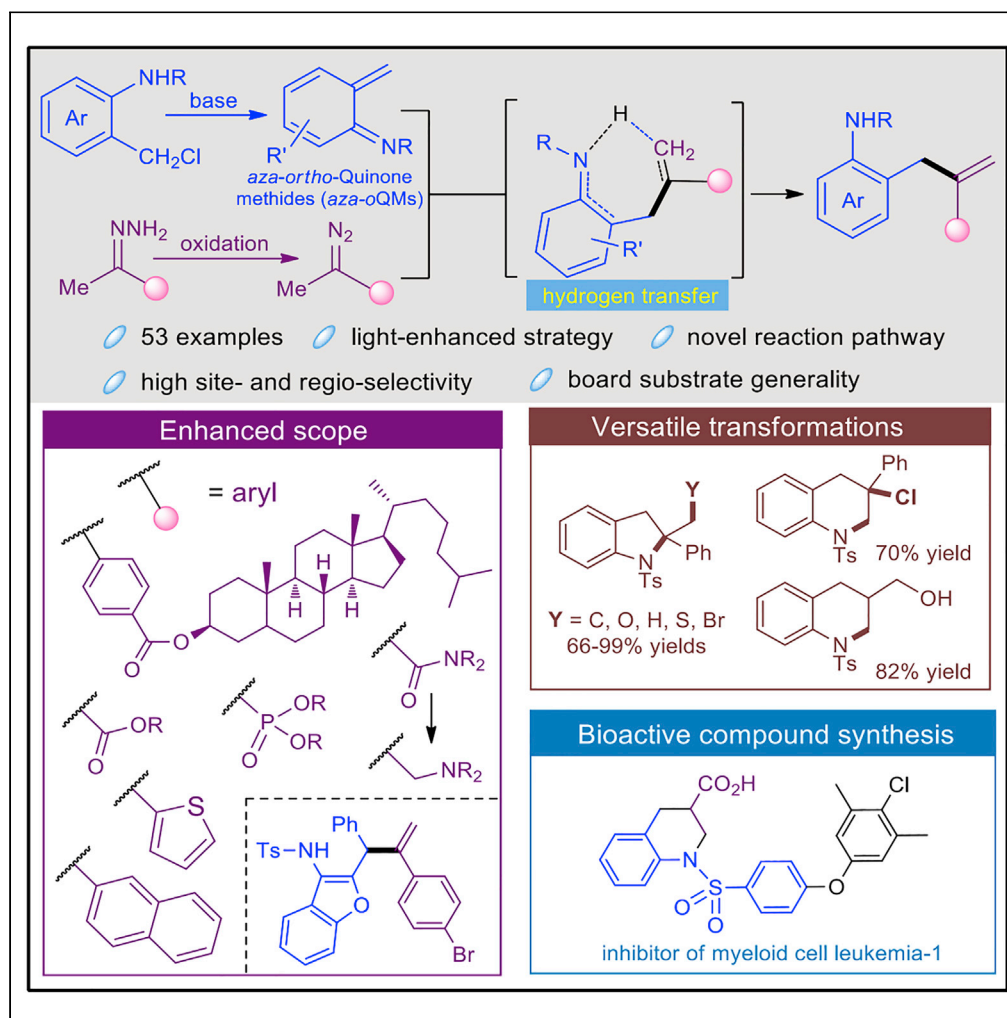 NHR
Ar
CH2Cl
base
R'
NR
aza-ortho-Quinone
methides (aza-oQMs)
NNH2
Me
oxidation
N2
Me
H
R
N
CH2
R'
hydrogen transfer
NHR
Ar
53 examples
light-enhanced strategy
novel reaction pathway
high site- and regio-selectivity
board substrate generality
Enhanced scope
= aryl
H
H
H
O
O
NR2
O
OR
O
P
OR
OR
O
NR2
S
Ph
Ts-NH
O
Br
Versatile transformations
Y
Ph
N
Ts
Y = C, O, H, S, Br
66-99% yields
Ph
Cl
N
Ts
70% yield
OH
N
Ts
82% yield
Bioactive compound synthesis
CO2H
Cl
N
S
O
O
O
inhibitor of myeloid cell leukemia-1